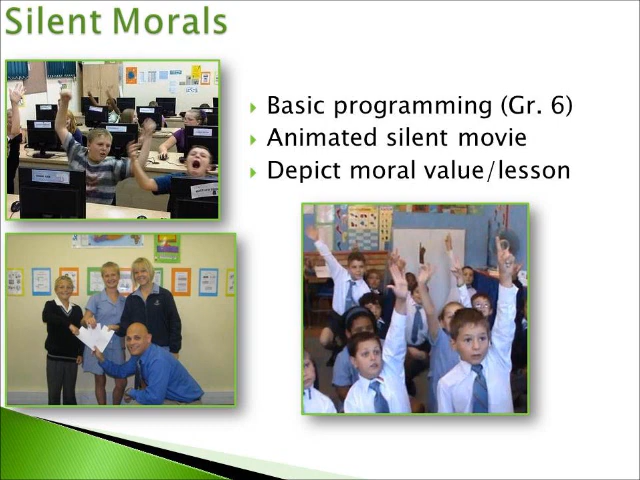 Silent Morals
Basic programming (Gr. 6)
Animated silent movie
Depict moral value/lesson